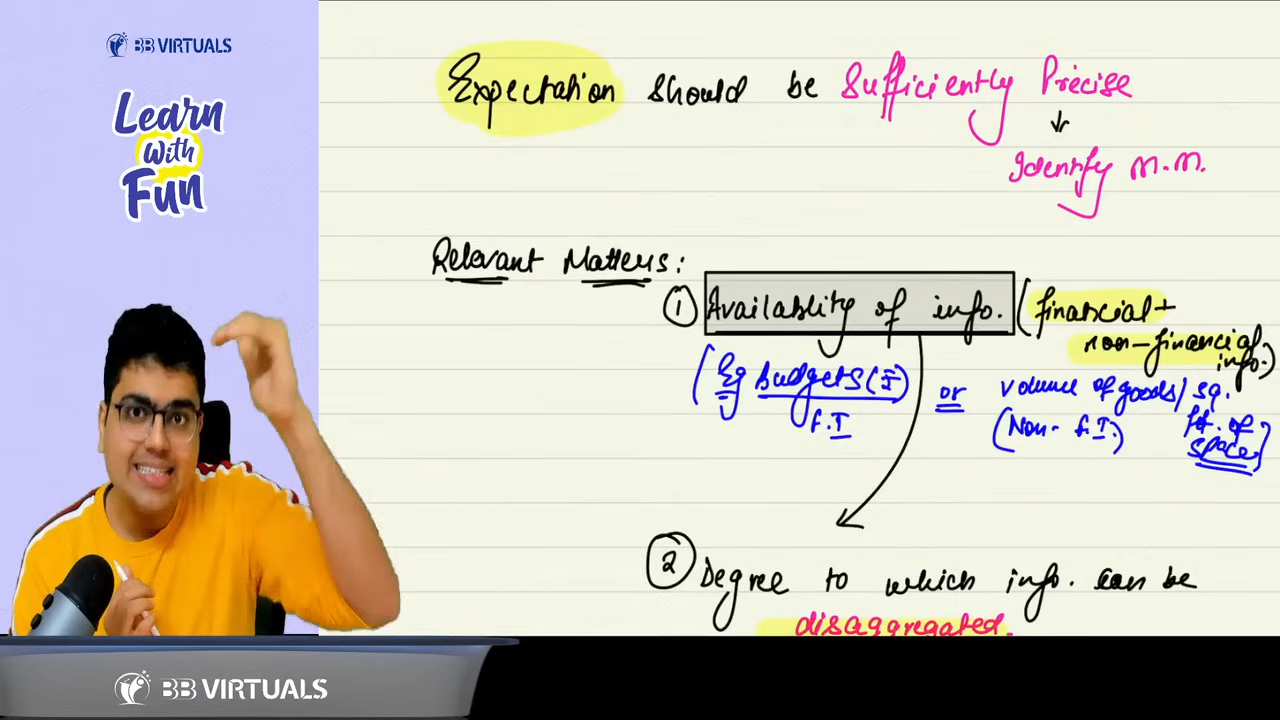 BB VIRTUALS
Learn
With
Fun
Expectation should be Sufficiently Precise
Identify M.M.
Relevant Matters:
① Availability of info. (financial +
non-financial
info.)
(Eg Budgets (I) or volume of goods/ sq.
F.I (Non- f.I.) ft. of
space)
② Degree to which info. can be
disaggregated.
BB VIRTUALS